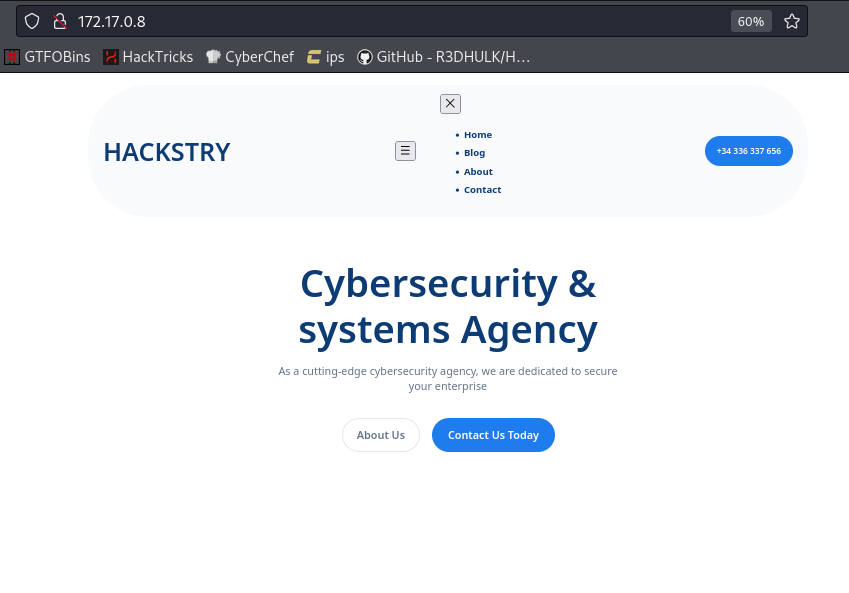 172.17.0.8
60%
GTFOBins
HackTricks
CyberChef
ips
GitHub - R3DHULK/H...
HACKSTRY
Home
Blog
About
Contact
+34 336 337 656
Cybersecurity &
systems Agency
As a cutting-edge cybersecurity agency, we are dedicated to secure
your enterprise
About Us
Contact Us Today